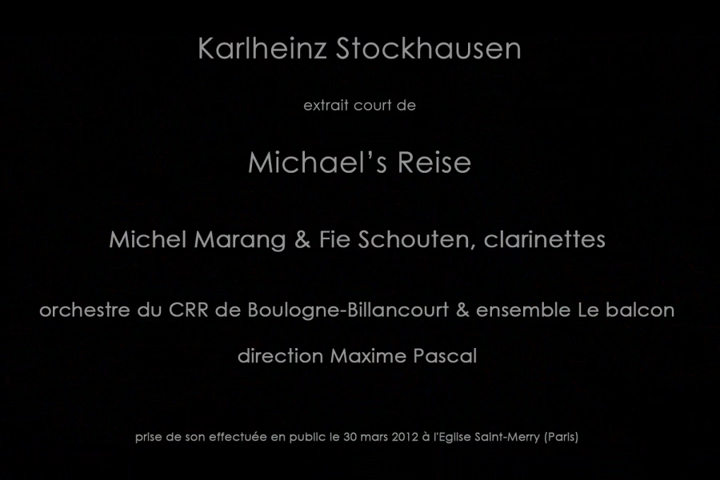 Karlheinz Stockhausen
extrait court de
Michael’s Reise
Michel Marang & Fie Schouten, clarinettes
orchestre du CRR de Boulogne-Billancourt & ensemble Le balcon
direction Maxime Pascal
prise de son effectuée en public le 30 mars 2012 à l'Eglise Saint-Merry (Paris)